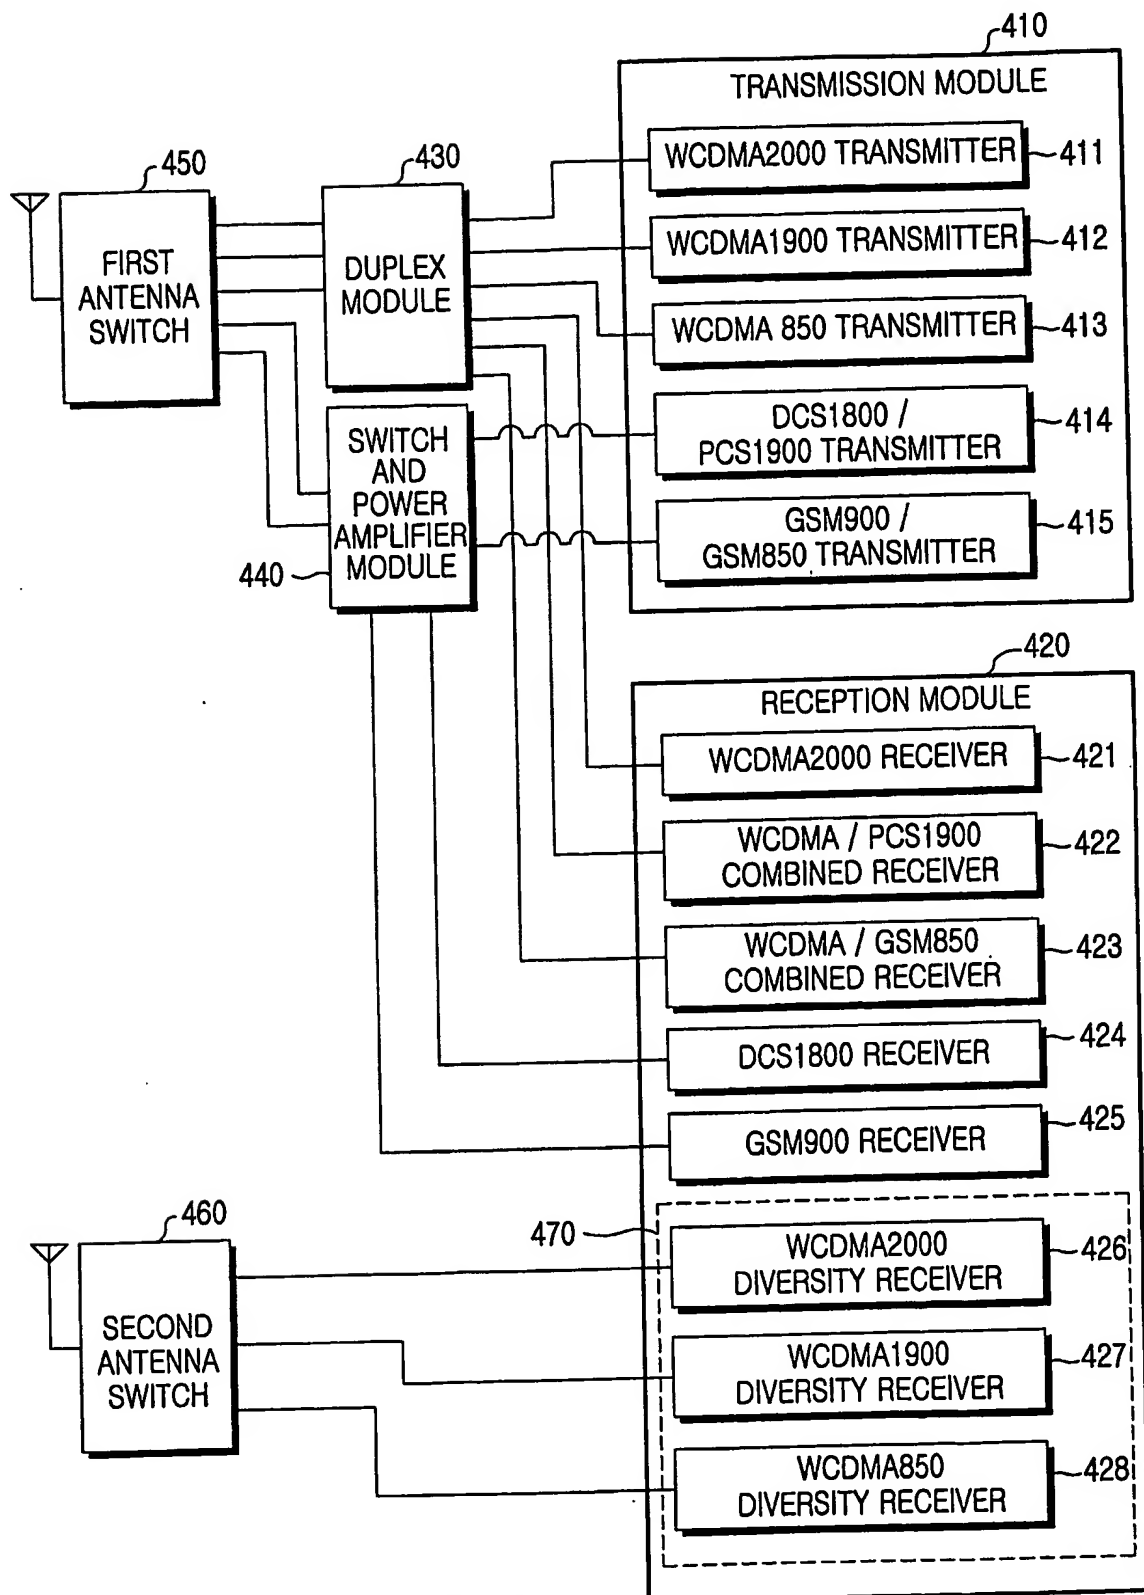 410
TRANSMISSION MODULE
WCDMA2000 TRANSMITTER
411
WCDMA1900 TRANSMITTER
412
WCDMA 850 TRANSMITTER
413
DCS1800 /
PCS1900 TRANSMITTER
414
GSM900 /
GSM850 TRANSMITTER
415
450
FIRST
ANTENNA
SWITCH
430
DUPLEX
MODULE
SWITCH
AND
POWER
AMPLIFIER
MODULE
440
420
RECEPTION MODULE
WCDMA2000 RECEIVER
421
WCDMA / PCS1900
COMBINED RECEIVER
422
WCDMA / GSM850
COMBINED RECEIVER
423
DCS1800 RECEIVER
424
GSM900 RECEIVER
425
460
SECOND
ANTENNA
SWITCH
470
WCDMA2000
DIVERSITY RECEIVER
426
WCDMA1900
DIVERSITY RECEIVER
427
WCDMA850
DIVERSITY RECEIVER
428